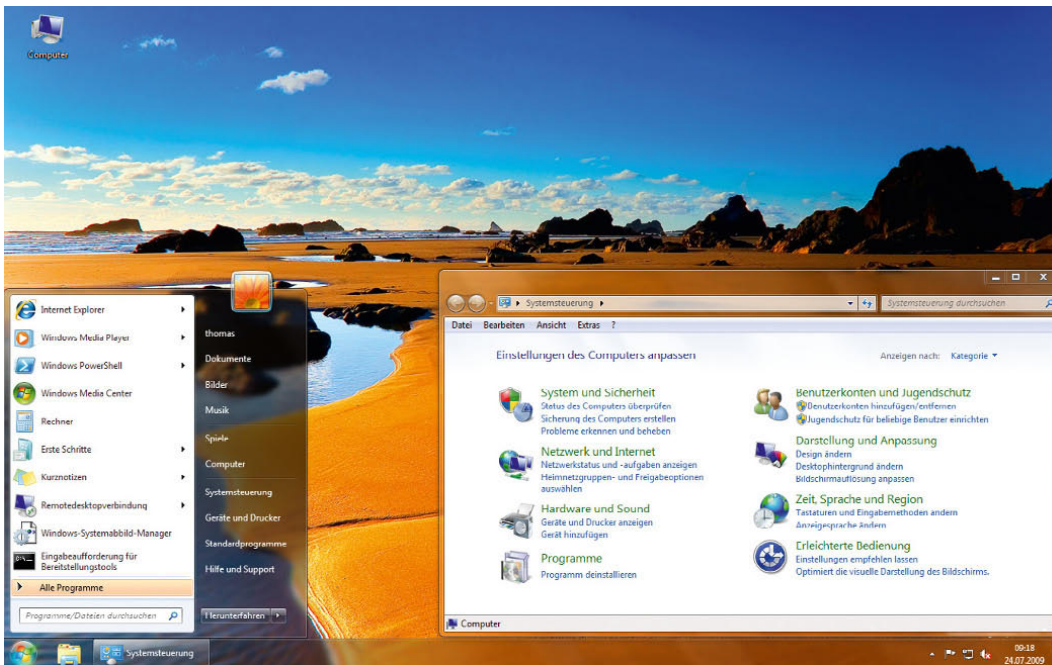 Computer
Internet Explorer
Windows Media Player
Windows PowerShell
Windows Media Center
Rechner
Erste Schritte
Kurznotizen
Remotedesktopverbindung
Windows-Systemabbild-Manager
Eingabeaufforderung für
Bereitstellungstools
Alle Programme
Programme/Dateien durchsuchen
thomas
Dokumente
Bilder
Musik
Spiele
Computer
Systemsteuerung
Geräte und Drucker
Standardprogramme
Hilfe und Support
Herunterfahren
Systemsteuerung
Systemsteuerung durchsuchen
Datei Bearbeiten Ansicht Extras ?
Einstellungen des Computers anpassen
Anzeigen nach: Kategorie
System und Sicherheit
Status des Computers überprüfen
Sicherung des Computers erstellen
Probleme erkennen und beheben
Netzwerk und Internet
Netzwerkstatus und -aufgaben anzeigen
Heimnetzgruppen- und Freigabeoptionen
auswählen
Hardware und Sound
Geräte und Drucker anzeigen
Gerät hinzufügen
Programme
Programm deinstallieren
Benutzerkonten und Jugendschutz
Benutzerkonten hinzufügen/entfernen
Jugendschutz für beliebige Benutzer einrichten
Darstellung und Anpassung
Design ändern
Desktophintergrund ändern
Bildschirmauflösung anpassen
Zeit, Sprache und Region
Tastaturen und Eingabemethoden ändern
Anzeigesprache ändern
Erleichterte Bedienung
Einstellungen empfehlen lassen
Optimiert die visuelle Darstellung des Bildschirms.
Computer
Systemsteuerung
09:18
24.07.2009